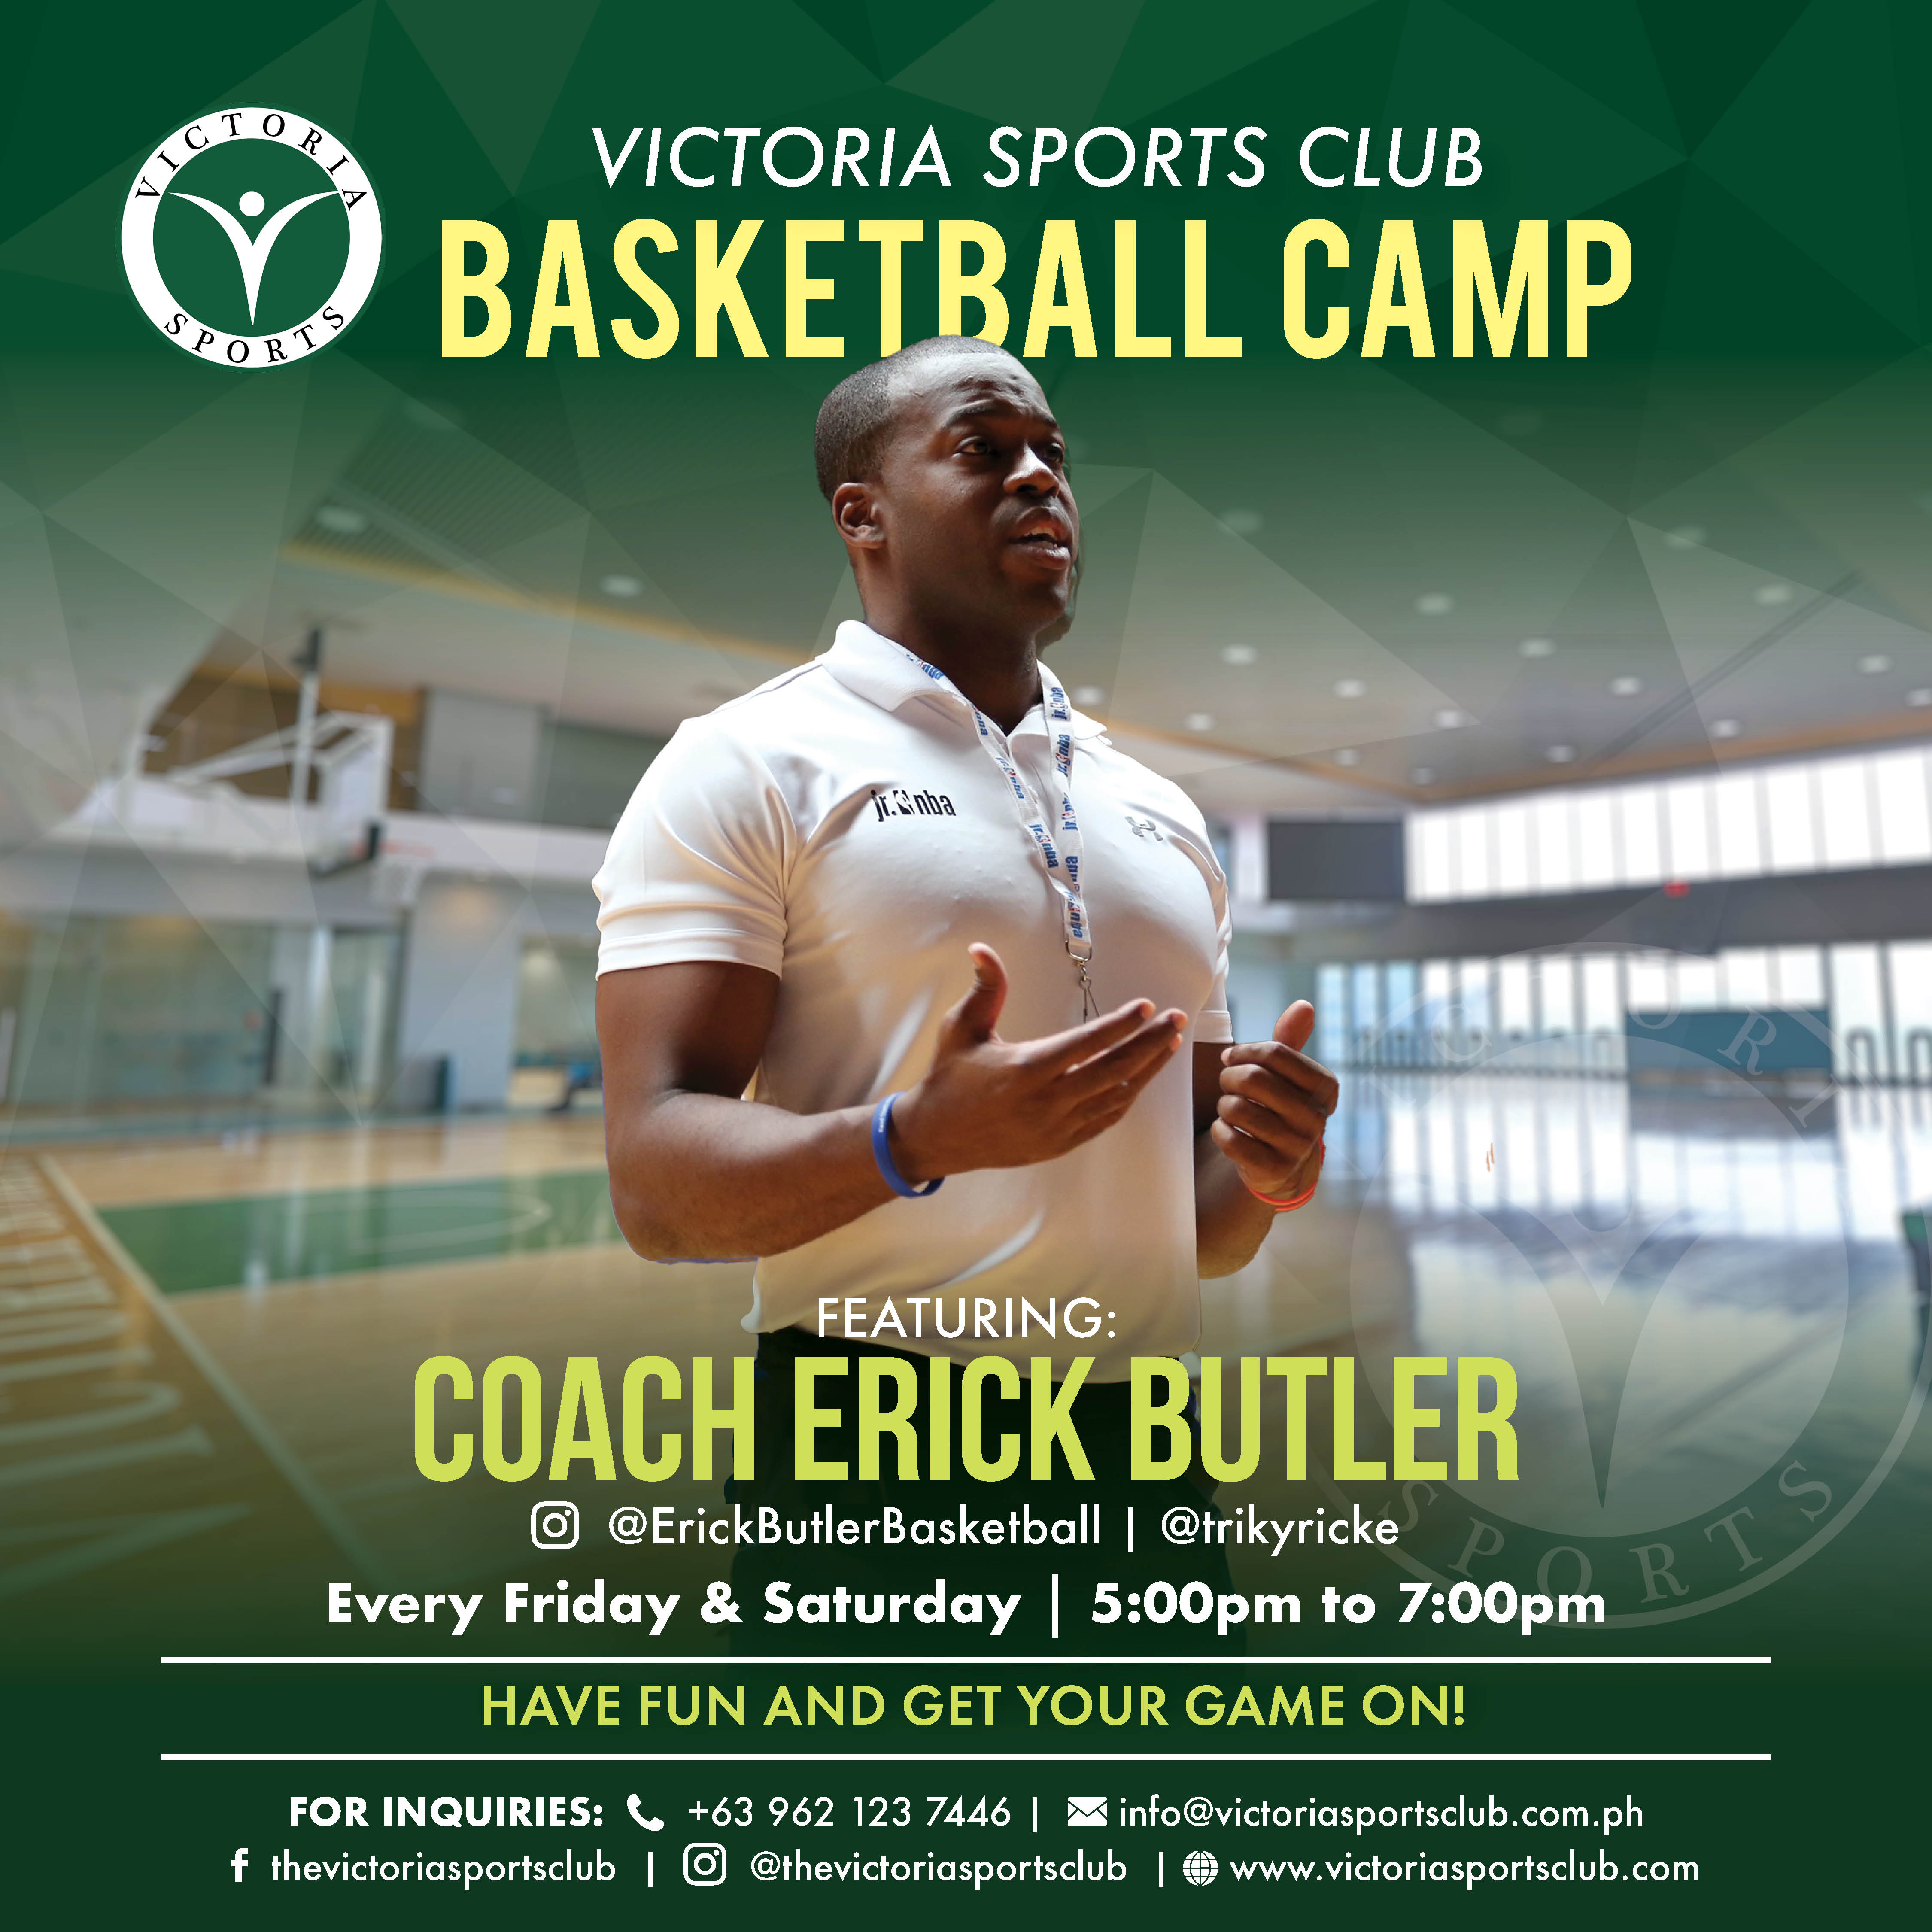 VICTORIA
SPORTS
VICTORIA SPORTS CLUB
BASKETBALL CAMP
jr. nba
FEATURING:
COACH ERICK BUTLER
@ErickButlerBasketball | @trikyricke
Every Friday & Saturday | 5:00pm to 7:00pm
HAVE FUN AND GET YOUR GAME ON!
FOR INQUIRIES: +63 962 123 7446 | info@victoriasportsclub.com.ph
thevictoriasportsclub | @thevictoriasportsclub | www.victoriasportsclub.com
SPORTS